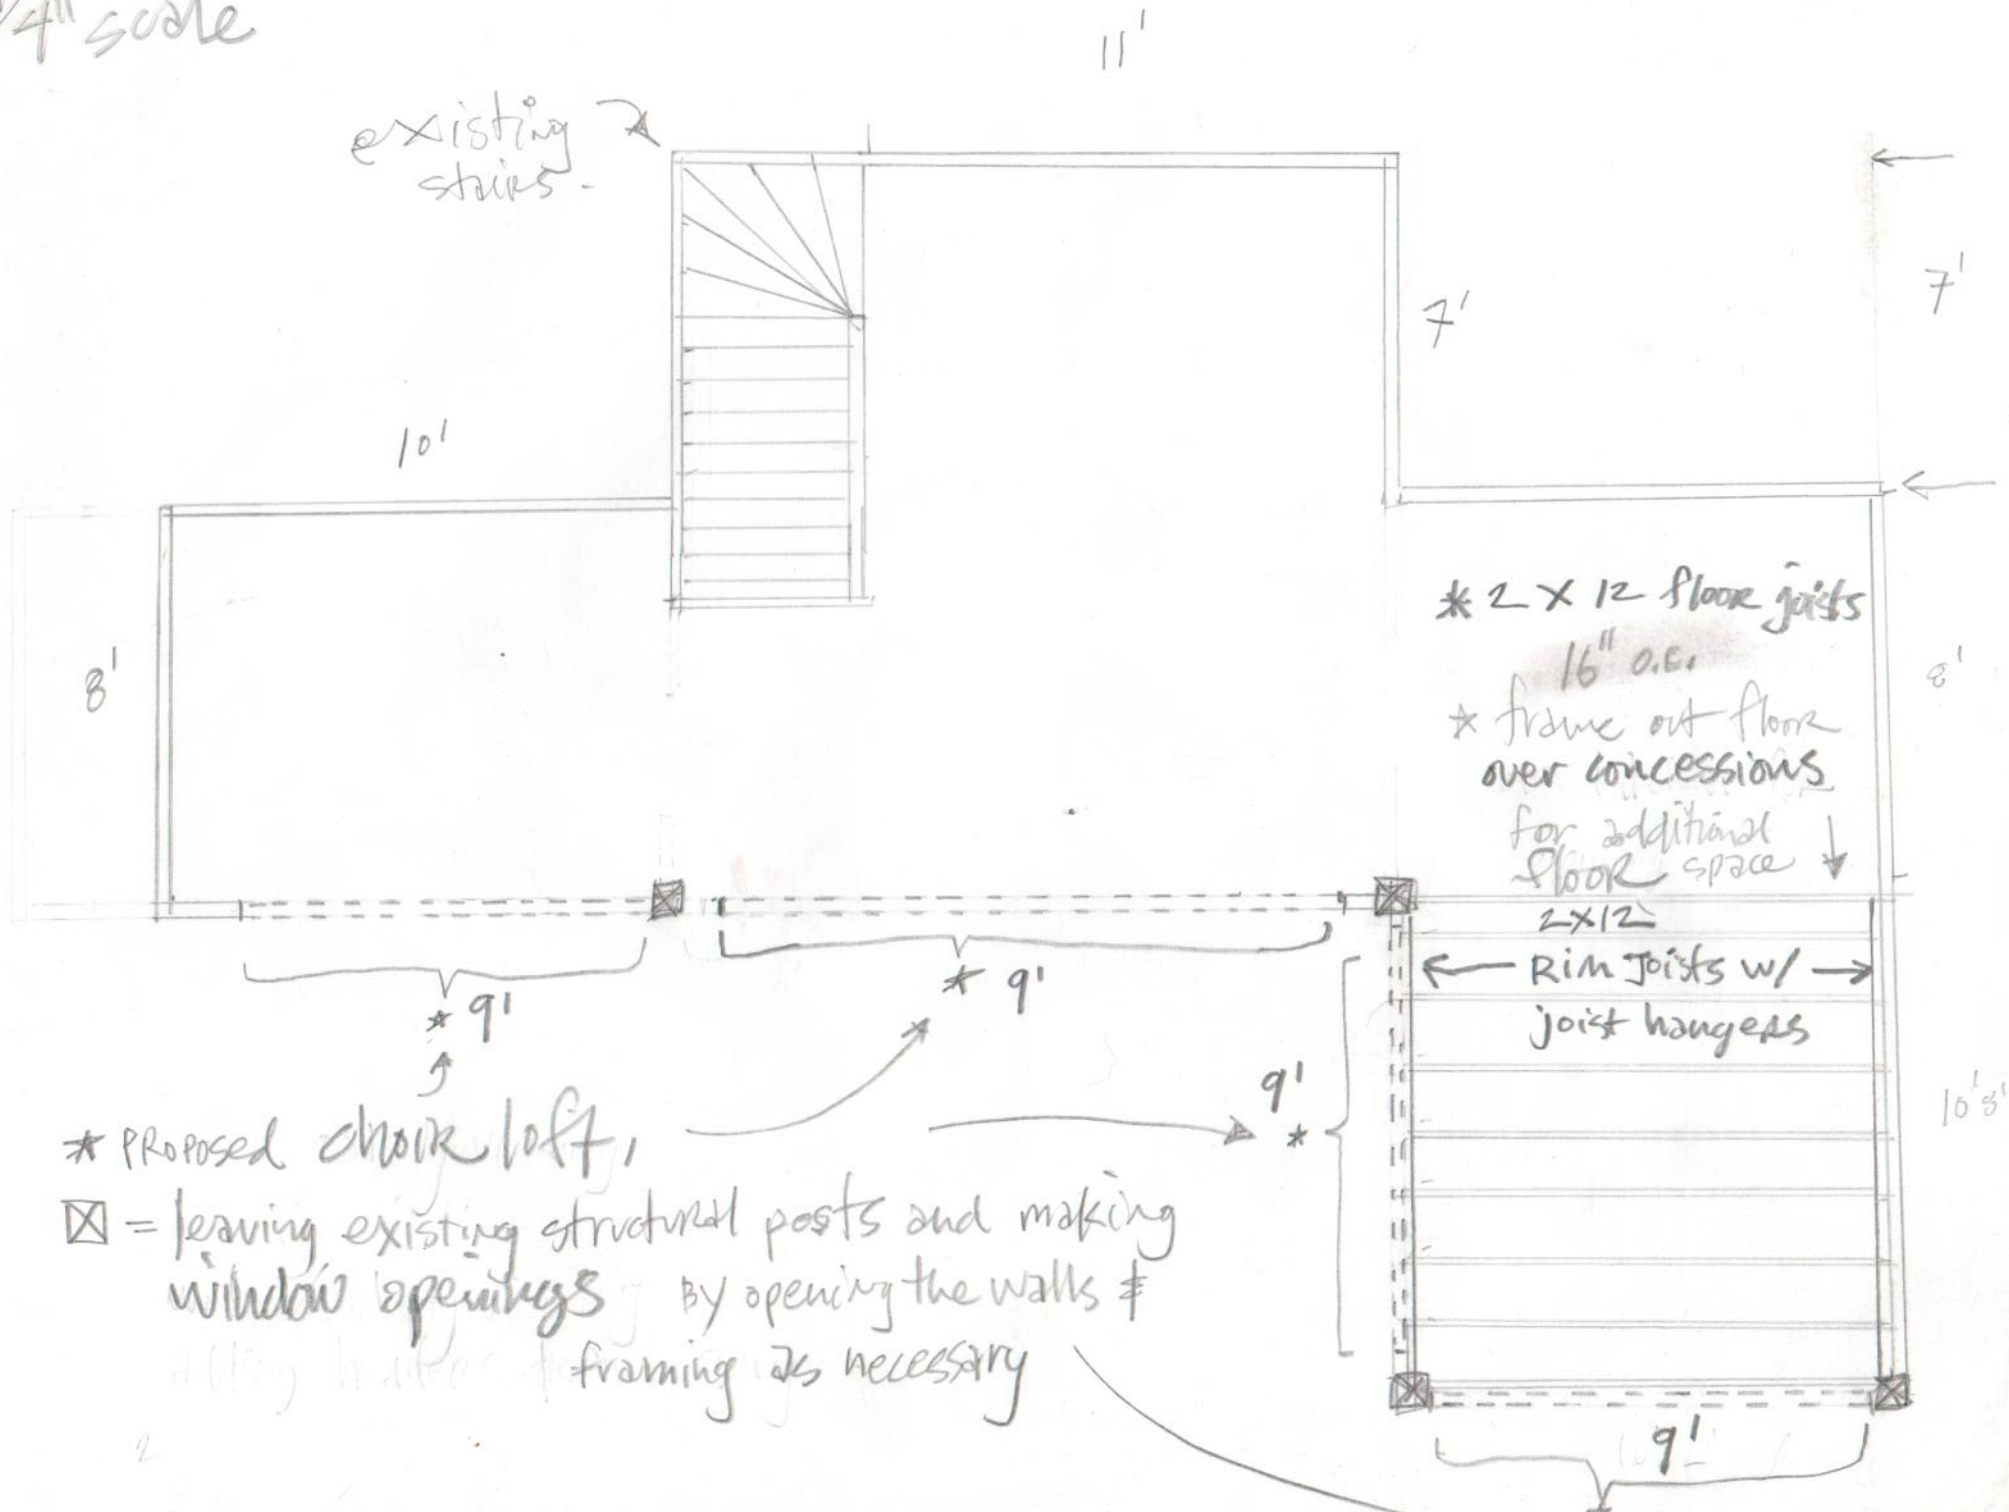 /4" scale
11'
existing
stairs.
7'
7'
10'
8'
* 2 X 12 floor joists
16" o.c.
* frame out floor
over concessions
for additional
floor space
8'
2X12
Rim Joists w/
joist hangers
* 9'
* 9'
9'
*
10'8'
* PROPOSED choir loft,
= leaving existing structural posts and making
window openings By opening the walls &
framing as necessary
9'